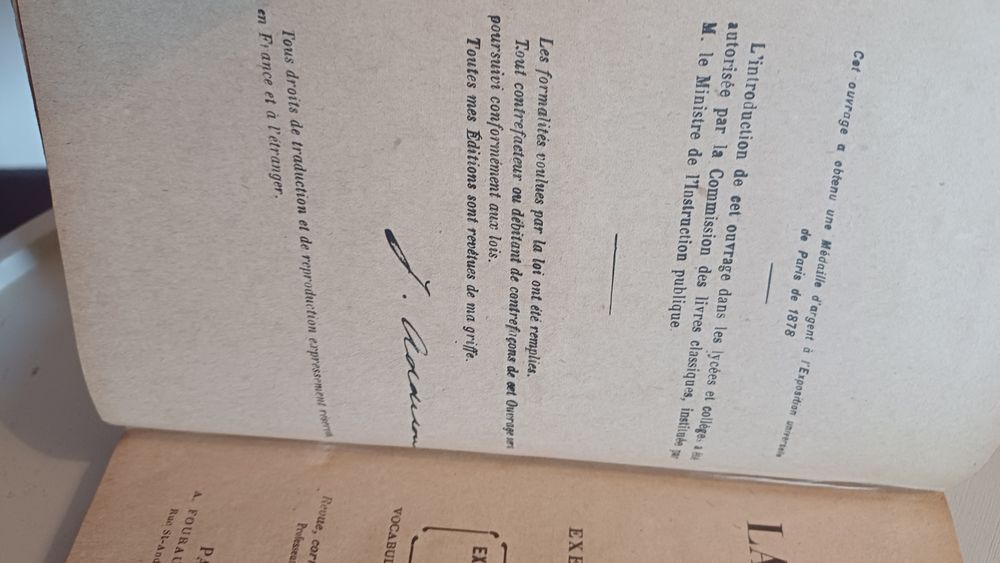 Cet ouvrage a obtenu une Médaille d'argent à l'Exposition universelle
de Paris de 1878
L'introduction de cet ouvrage dans les lycées et collèges a été
autorisée par la Commission des livres classiques, instituée par
M. le Ministre de l'Instruction publique.
Les formalités voulues par la loi ont été remplies.
Tout contrefacteur ou débitant de contrefaçons de cet Ouvrage sera
poursuivi conformément aux lois.
Toutes mes Éditions sont revêtues de ma griffe.
Tous droits de traduction et de reproduction expressément réservés
en France et à l'étranger.
LA
EXE
EX
VOCABUL
Revue, corr
Professeur
PA
A. FOURAU
Rue St-And